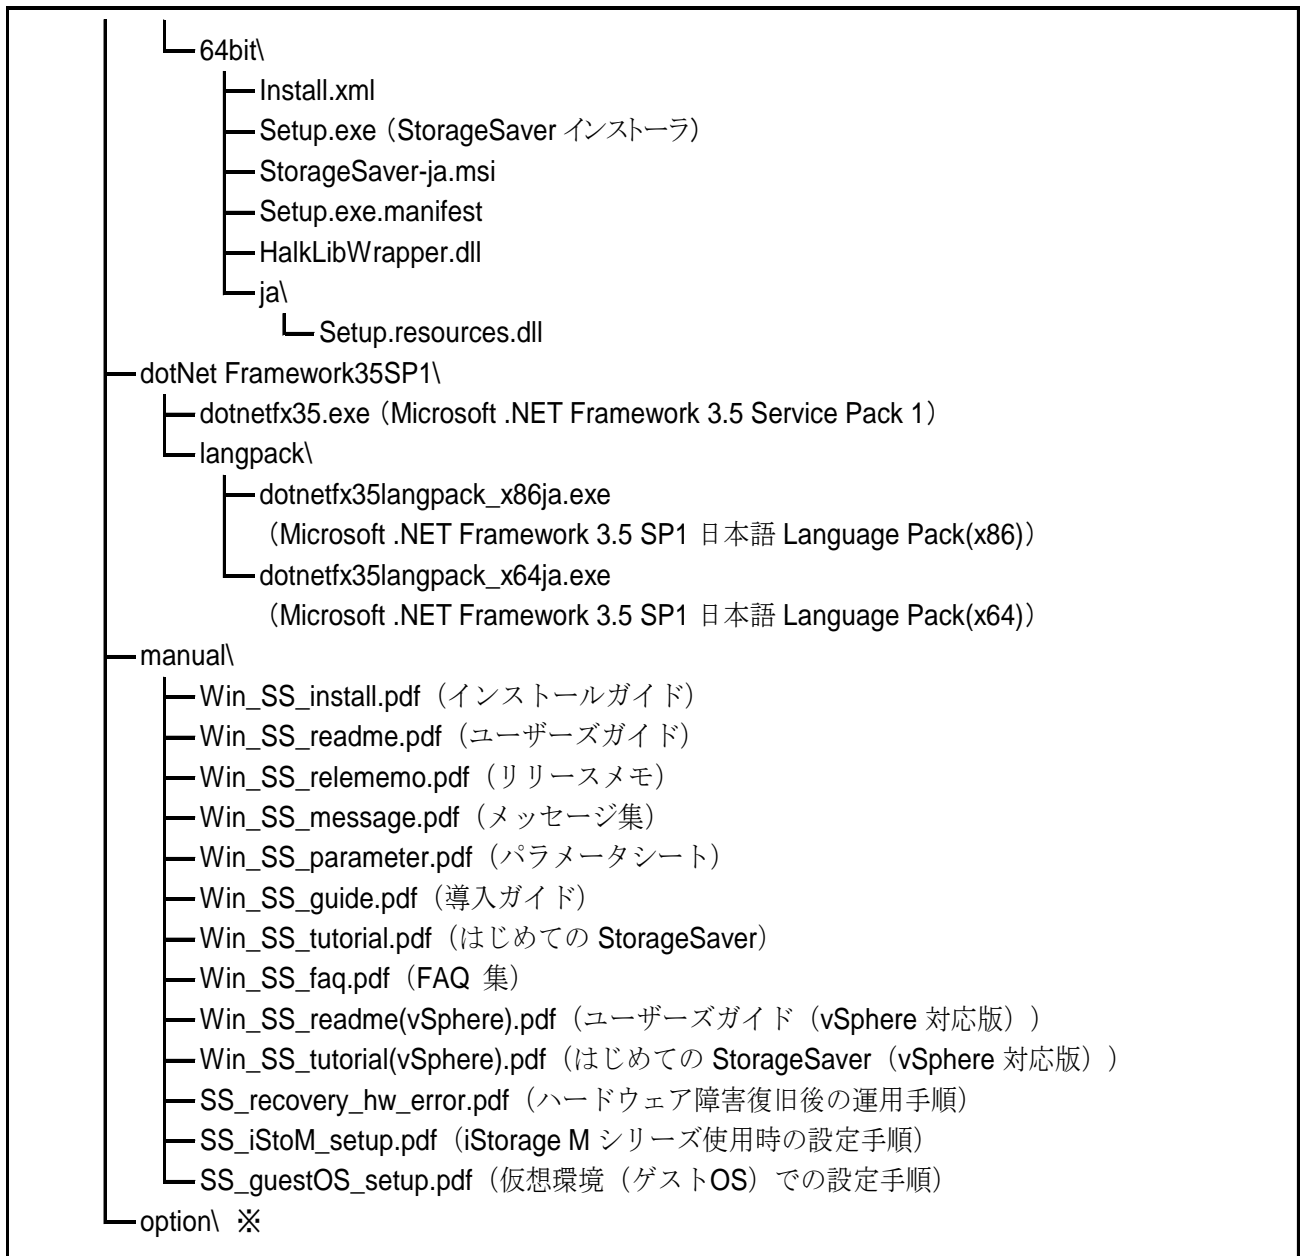 64bit\
Install.xml
Setup.exe（StorageSaver インストーラ）
StorageSaver-ja.msi
Setup.exe.manifest
HalkLibWrapper.dll
ja\
Setup.resources.dll
dotNet Framework35SP1\
dotnetfx35.exe（Microsoft .NET Framework 3.5 Service Pack 1）
langpack\
dotnetfx35langpack_x86ja.exe
（Microsoft .NET Framework 3.5 SP1 日本語 Language Pack(x86)）
dotnetfx35langpack_x64ja.exe
（Microsoft .NET Framework 3.5 SP1 日本語 Language Pack(x64)）
manual\
Win_SS_install.pdf（インストールガイド）
Win_SS_readme.pdf（ユーザーズガイド）
Win_SS_relememo.pdf（リリースメモ）
Win_SS_message.pdf（メッセージ集）
Win_SS_parameter.pdf（パラメータシート）
Win_SS_guide.pdf（導入ガイド）
Win_SS_tutorial.pdf（はじめての StorageSaver）
Win_SS_faq.pdf（FAQ 集）
Win_SS_readme(vSphere).pdf（ユーザーズガイド（vSphere 対応版））
Win_SS_tutorial(vSphere).pdf（はじめての StorageSaver（vSphere 対応版））
SS_recovery_hw_error.pdf（ハードウェア障害復旧後の運用手順）
SS_iStoM_setup.pdf（iStorage M シリーズ使用時の設定手順）
SS_guestOS_setup.pdf（仮想環境（ゲストOS）での設定手順）
option\ ※